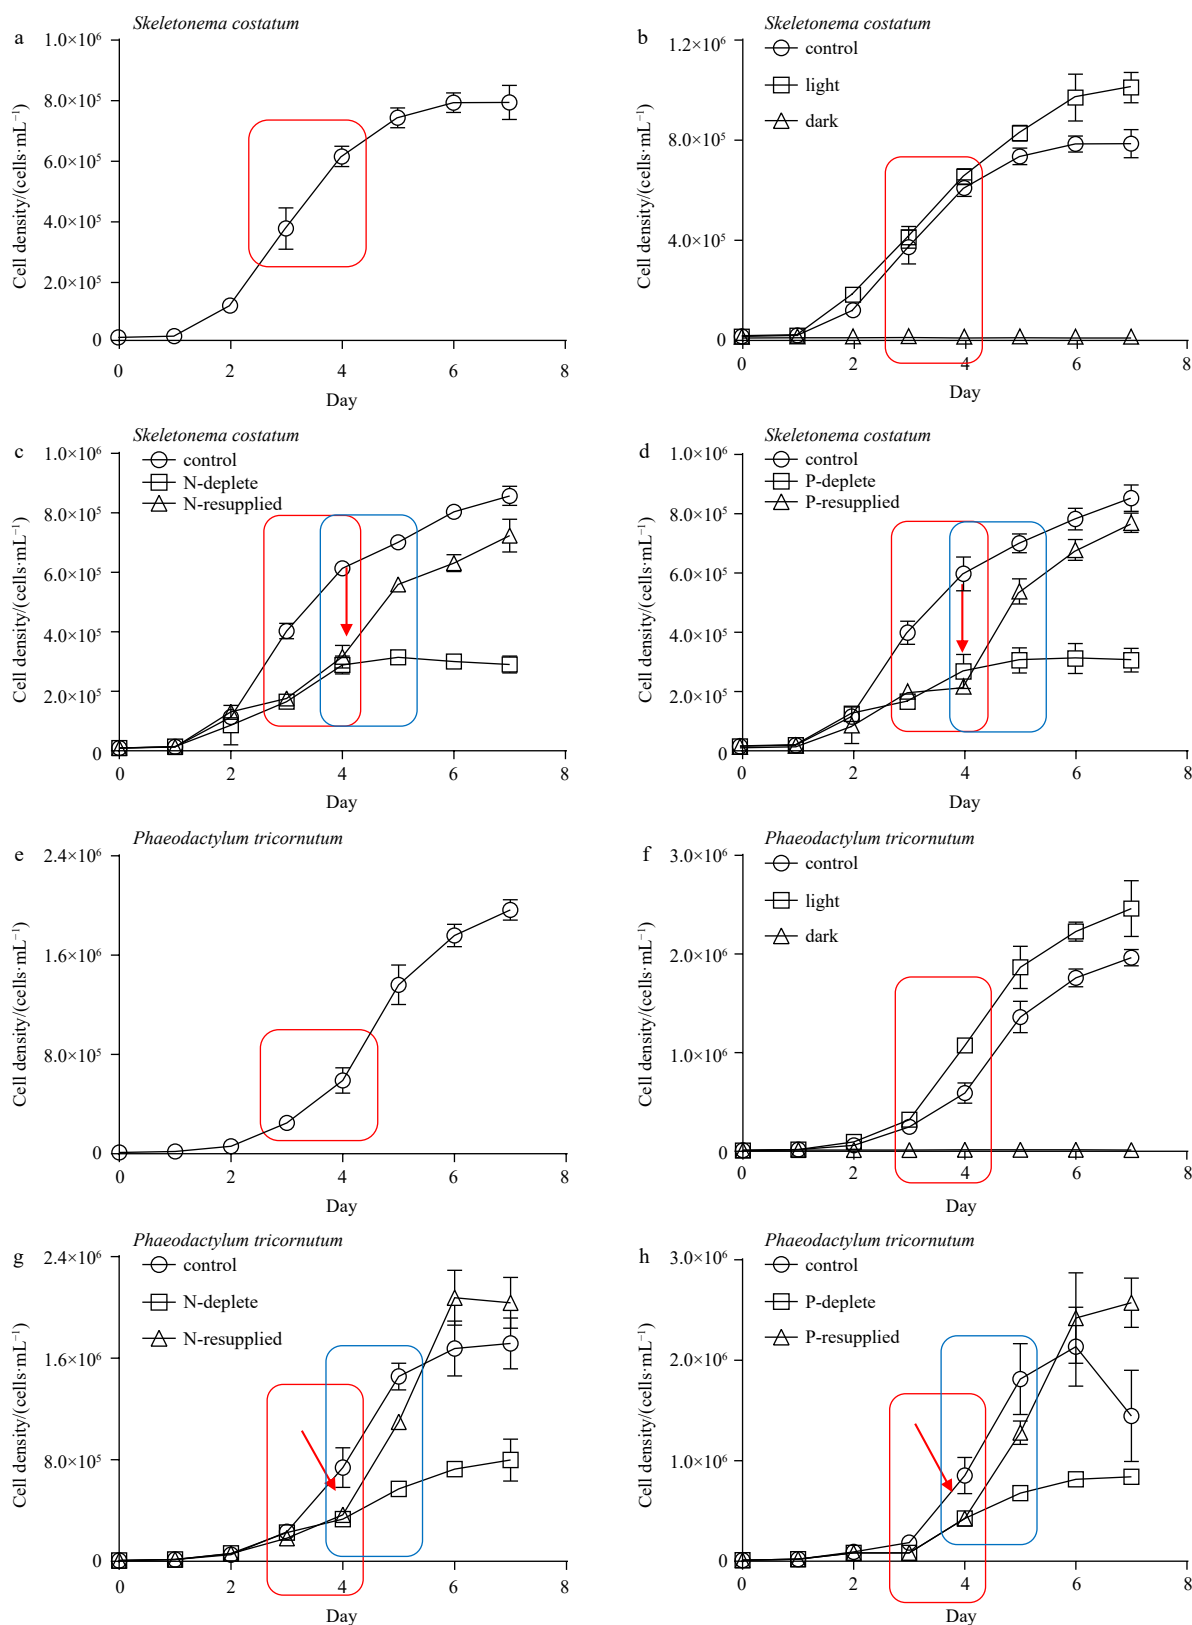 a
Skeletonema costatum
1.0×10⁶
8.0×10⁵
6.0×10⁵
4.0×10⁵
2.0×10⁵
0
Cell density/(cells·mL⁻¹)
0 2 4 6 8
Day
b
Skeletonema costatum
control
light
dark
1.2×10⁶
8.0×10⁵
4.0×10⁵
0
Cell density/(cells·mL⁻¹)
0 2 4 6 8
Day
c
Skeletonema costatum
control
N-deplete
N-resupplied
1.0×10⁶
8.0×10⁵
6.0×10⁵
4.0×10⁵
2.0×10⁵
0
Cell density/(cells·mL⁻¹)
0 2 4 6 8
Day
d
Skeletonema costatum
control
P-deplete
P-resupplied
1.0×10⁶
8.0×10⁵
6.0×10⁵
4.0×10⁵
2.0×10⁵
0
Cell density/(cells·mL⁻¹)
0 2 4 6 8
Day
e
Phaeodactylum tricornutum
2.4×10⁶
1.6×10⁶
8.0×10⁵
0
Cell density/(cells·mL⁻¹)
0 2 4 6 8
Day
f
Phaeodactylum tricornutum
control
light
dark
3.0×10⁶
2.0×10⁶
1.0×10⁶
0
Cell density/(cells·mL⁻¹)
0 2 4 6 8
Day
g
Phaeodactylum tricornutum
control
N-deplete
N-resupplied
2.4×10⁶
1.6×10⁶
8.0×10⁵
0
Cell density/(cells·mL⁻¹)
0 2 4 6 8
Day
h
Phaeodactylum tricornutum
control
P-deplete
P-resupplied
3.0×10⁶
2.0×10⁶
1.0×10⁶
0
Cell density/(cells·mL⁻¹)
0 2 4 6 8
Day